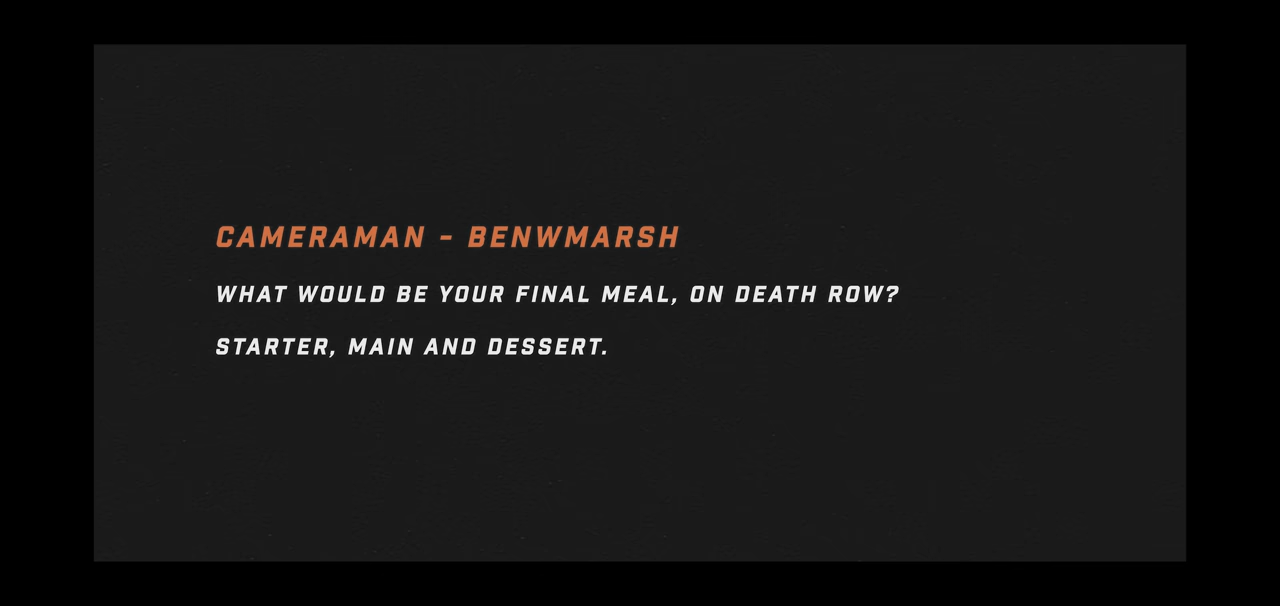 CAMERAMAN - BENWMARSH
WHAT WOULD BE YOUR FINAL MEAL, ON DEATH ROW?
STARTER, MAIN AND DESSERT.